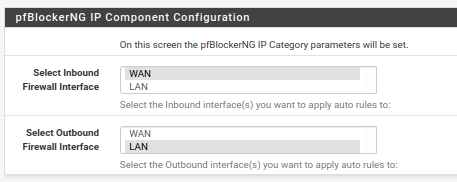 pfBlockerNG IP Component Configuration
On this screen the pfBlockerNG IP Category parameters will be set.
Select Inbound
Firewall Interface
WAN
LAN
Select the Inbound interface(s) you want to apply auto rules to:
Select Outbound
Firewall Interface
WAN
LAN
Select the Outbound interface(s) you want to apply auto rules to: